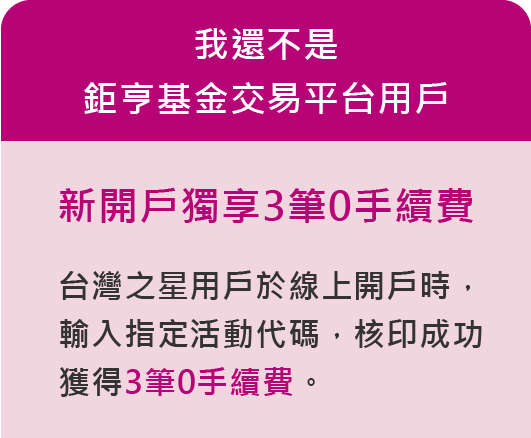 我還不是
鉅亨基金交易平台用戶
新開戶獨享3筆0手續費
台灣之星用戶於線上開戶時，
輸入指定活動代碼，核印成功
獲得3筆0手續費。